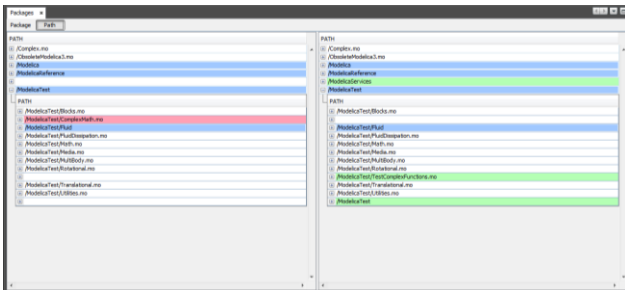 Packages
Package Path
PATH
/Complex.mo
/ObsoleteModelica3.mo
/Modelica
/ModelicaReference
/ModelicaTest
PATH
/ModelicaTest/Blocks.mo
/ModelicaTest/ComplexMath.mo
/ModelicaTest/Fluid
/ModelicaTest/FluidDissipation.mo
/ModelicaTest/Math.mo
/ModelicaTest/Media.mo
/ModelicaTest/MultiBody.mo
/ModelicaTest/Rotational.mo
/ModelicaTest/Translational.mo
/ModelicaTest/Utilities.mo
PATH
/Complex.mo
/ObsoleteModelica3.mo
/Modelica
/ModelicaReference
/ModelicaServices
/ModelicaTest
PATH
/ModelicaTest/Blocks.mo
/ModelicaTest/Fluid
/ModelicaTest/FluidDissipation.mo
/ModelicaTest/Math.mo
/ModelicaTest/Media.mo
/ModelicaTest/MultiBody.mo
/ModelicaTest/Rotational.mo
/ModelicaTest/TestComplexFunctions.mo
/ModelicaTest/Translational.mo
/ModelicaTest/Utilities.mo
/ModelicaTest